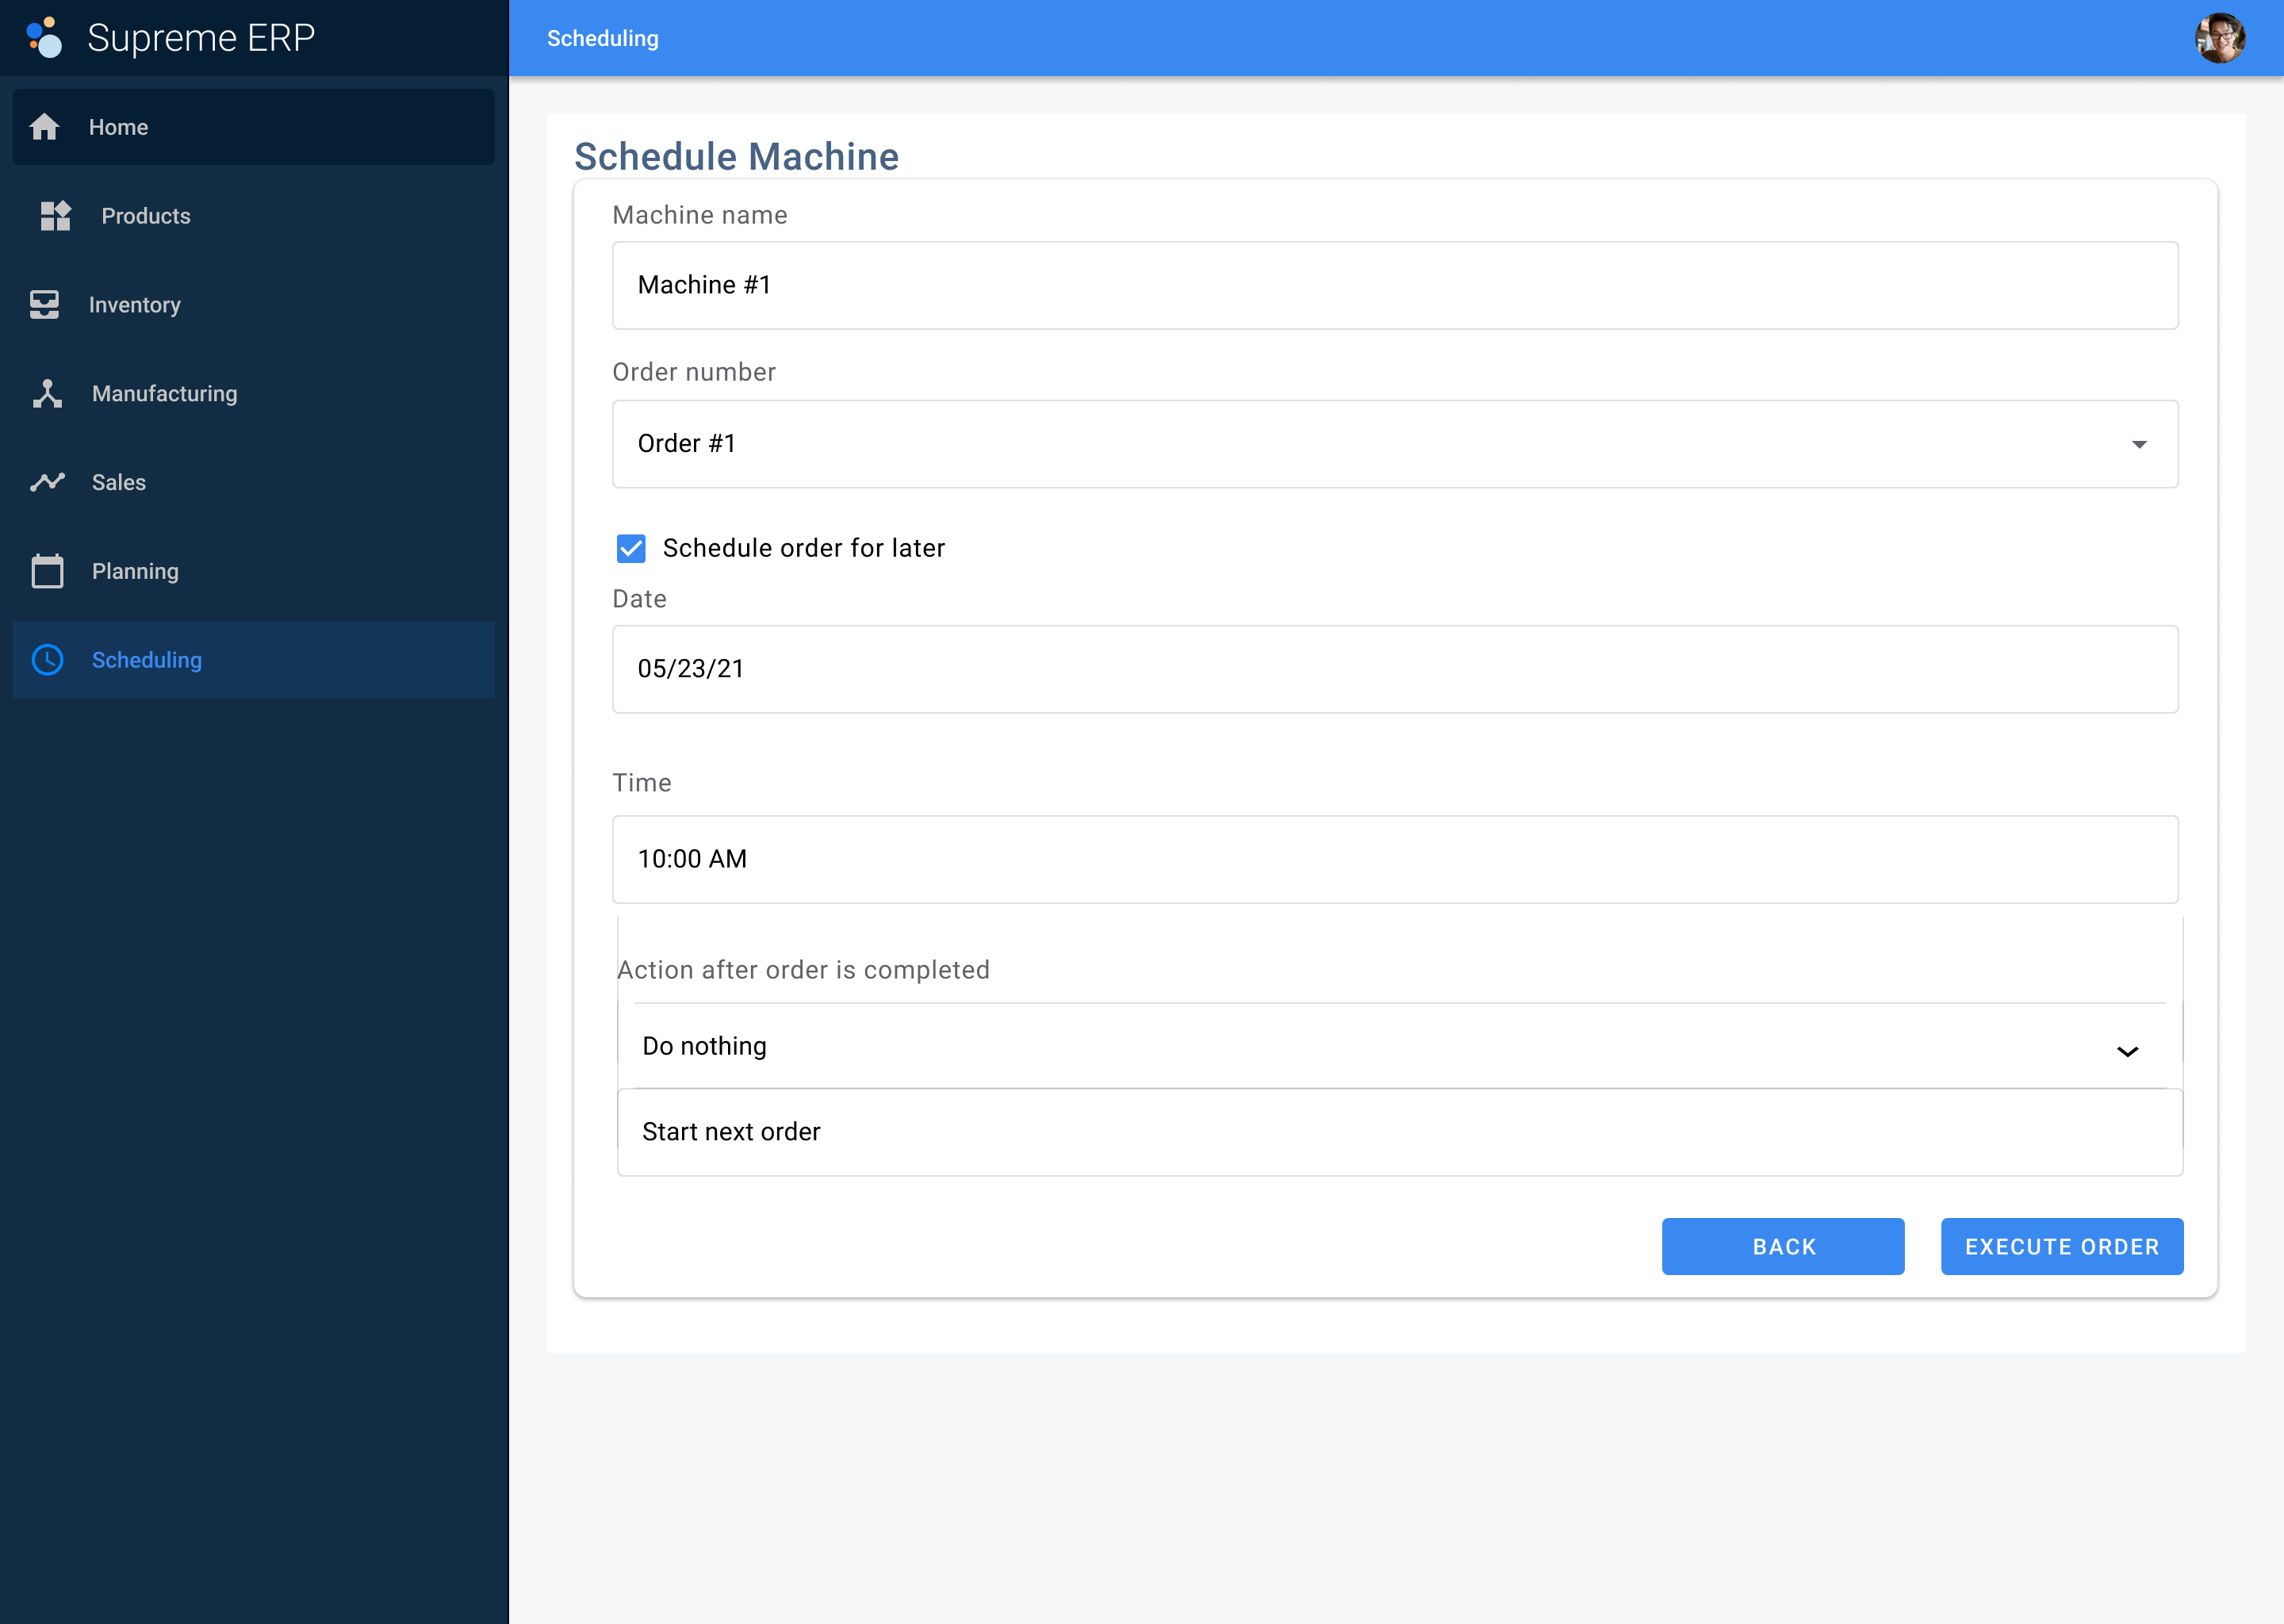 Supreme ERP
Scheduling
Home
Products
Inventory
Manufacturing
Sales
Planning
Scheduling
Schedule Machine
Machine name
Machine #1
Order number
Order #1
Schedule order for later
Date
05/23/21
Time
10:00 AM
Action after order is completed
Do nothing
Start next order
BACK
EXECUTE ORDER